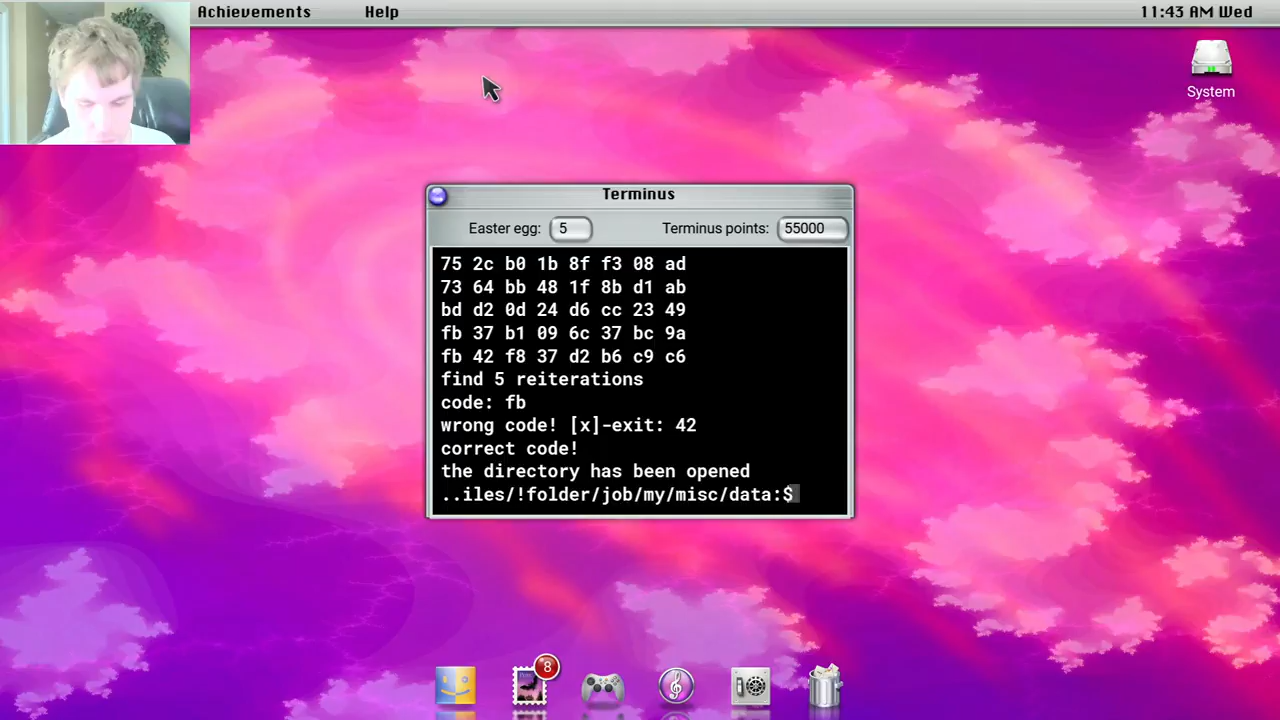 Achievements Help 11:43 AM Wed
System
Terminus
Easter egg: 5 Terminus points: 55000
75 2c b0 1b 8f f3 08 ad
73 64 bb 48 1f 8b d1 ab
bd d2 0d 24 d6 cc 23 49
fb 37 b1 09 6c 37 bc 9a
fb 42 f8 37 d2 b6 c9 c6
find 5 reiterations
code: fb
wrong code! [x]-exit: 42
correct code!
the directory has been opened
..iles/!folder/job/my/misc/data:$
8